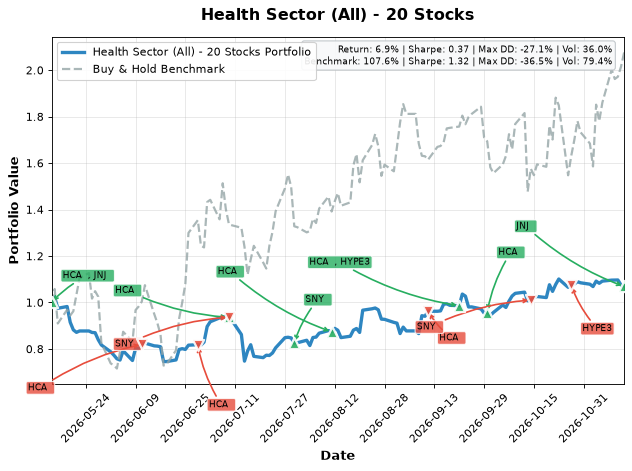 Health Sector (All) - 20 Stocks
Health Sector (All) - 20 Stocks Portfolio
Buy & Hold Benchmark
Return: 6.9% | Sharpe: 0.37 | Max DD: -27.1% | Vol: 36.0%
Benchmark: 107.6% | Sharpe: 1.32 | Max DD: -36.5% | Vol: 79.4%
Portfolio Value
2.0
1.8
1.6
1.4
1.2
1.0
0.8
JNJ
HCA
HCA , HYPE3
HCA
HCA , JNJ
HCA
SNY
SNY
SNY
HCA
HYPE3
HCA
HCA
2026-05-24
2026-06-09
2026-06-25
2026-07-11
2026-07-27
2026-08-12
2026-08-28
2026-09-13
2026-09-29
2026-10-15
2026-10-31
Date